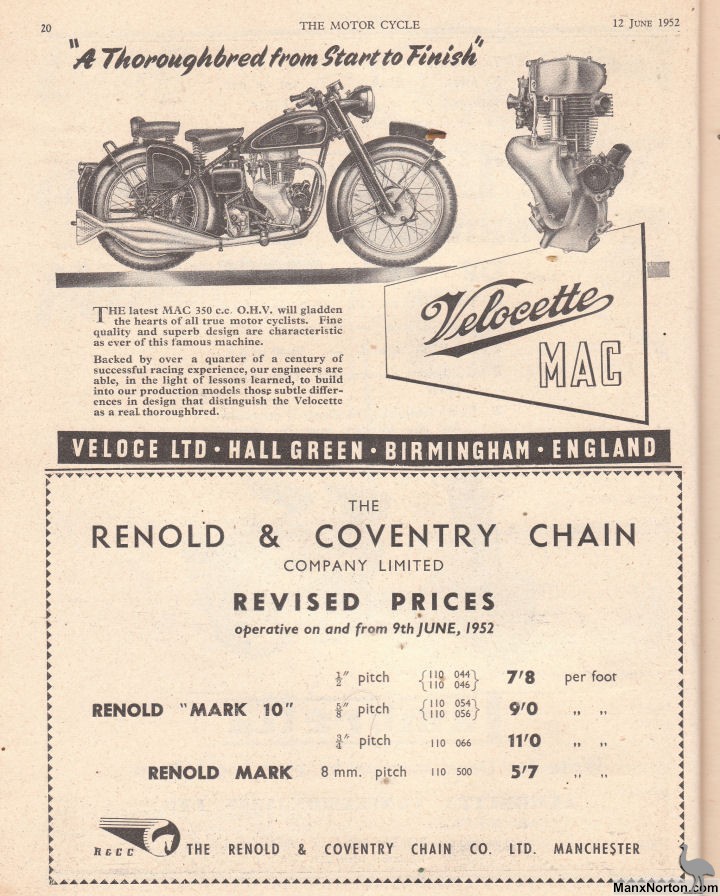 20
THE MOTOR CYCLE
12 JUNE 1952
"A Thoroughbred from Start to Finish"
THE latest MAC 350 c.c. O.H.V. will gladden
the hearts of all true motor cyclists. Fine
quality and superb design are characteristic
as ever of this famous machine.
Backed by over a quarter of a century of
successful racing experience, our engineers are
able, in the light of lessons learned, to build
into our production models those subtle differ-
ences in design that distinguish the Velocette
as a real thoroughbred.
Velocette
MAC
VELOCE LTD · HALL GREEN · BIRMINGHAM · ENGLAND
THE
RENOLD & COVENTRY CHAIN
COMPANY LIMITED
REVISED PRICES
operative on and from 9th JUNE, 1952
½" pitch {110 044} 7'8 per foot
{110 046}
RENOLD "MARK 10" ⅝" pitch {110 054} 9'0 „ „
{110 056}
¾" pitch 110 066 11'0 „ „
RENOLD MARK 8 mm. pitch 110 500 5'7 „ „
R & C C
THE RENOLD & COVENTRY CHAIN CO. LTD. MANCHESTER
ManxNorton.com